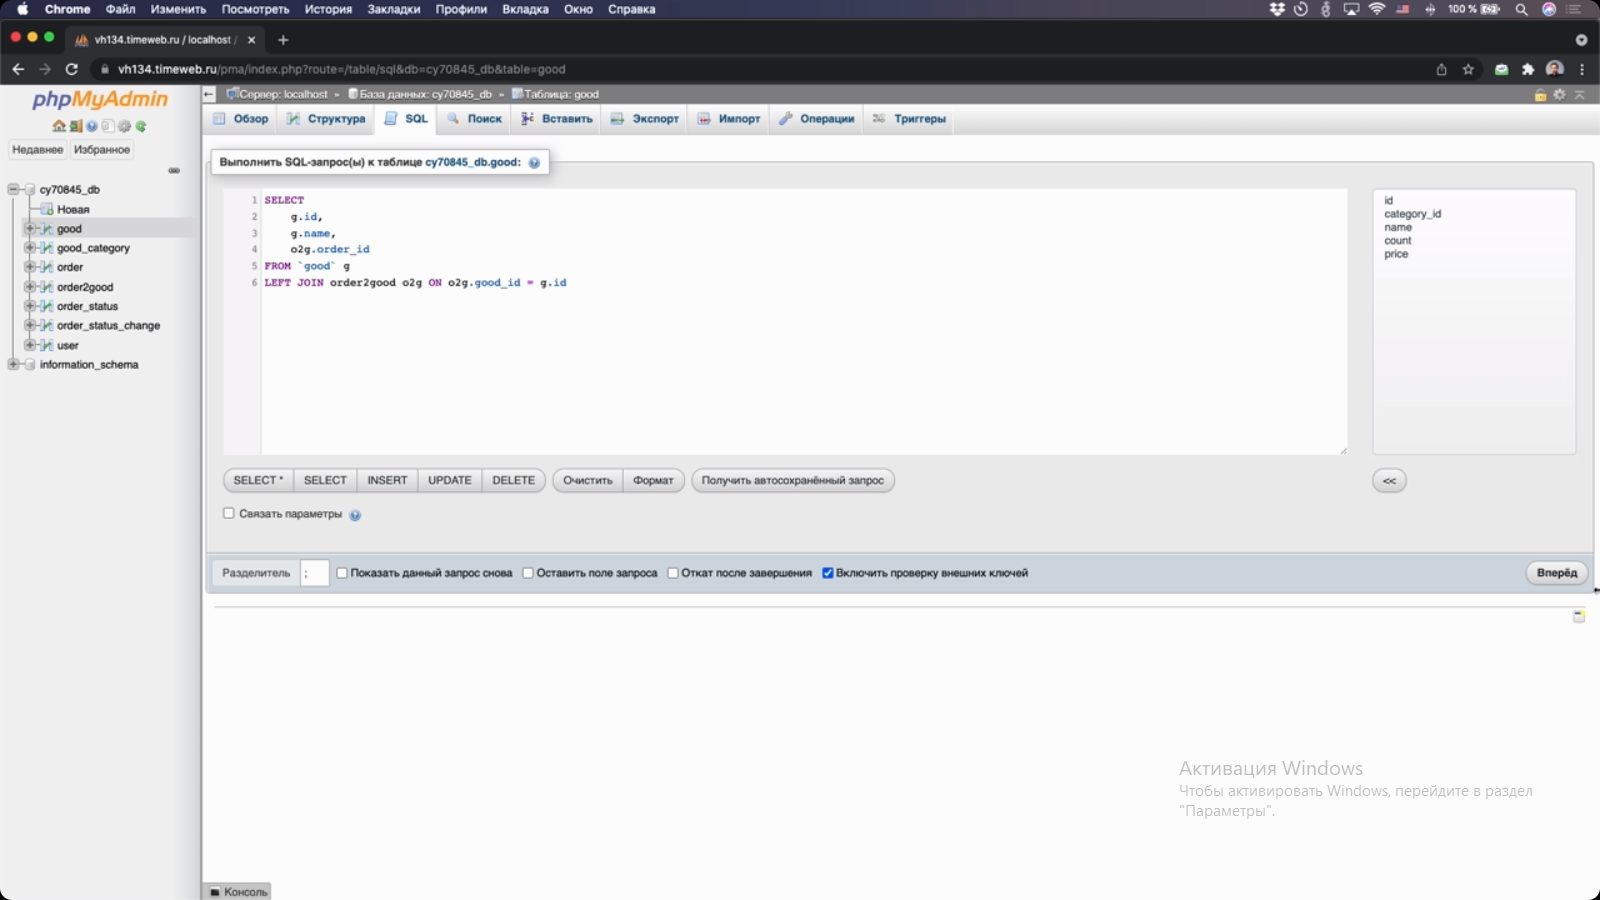 Chrome Файл Изменить Посмотреть История Закладки Профили Вкладка Окно Справка 100 %
vh134.timeweb.ru / localhost /
vh134.timeweb.ru/pma/index.php?route=/table/sql&db=cy70845_db&table=good
phpMyAdmin
Недавнее Избранное
cy70845_db
Новая
good
good_category
order
order2good
order_status
order_status_change
user
information_schema
Сервер: localhost » База данных: cy70845_db » Таблица: good
Обзор Структура SQL Поиск Вставить Экспорт Импорт Операции Триггеры
Выполнить SQL-запрос(ы) к таблице cy70845_db.good:
1 SELECT
2 g.id,
3 g.name,
4 o2g.order_id
5 FROM `good` g
6 LEFT JOIN order2good o2g ON o2g.good_id = g.id
id
category_id
name
count
price
SELECT * SELECT INSERT UPDATE DELETE Очистить Формат Получить автосохранённый запрос <<
Связать параметры
Разделитель ; Показать данный запрос снова Оставить поле запроса Откат после завершения Включить проверку внешних ключей Вперёд
Активация Windows
Чтобы активировать Windows, перейдите в раздел
"Параметры".
Консоль